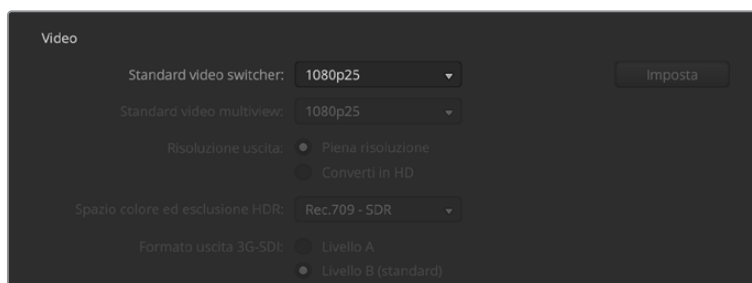 Video
Standard video switcher: 1080p25 Imposta
Standard video multiview: 1080p25
Risoluzione uscita: Piena risoluzione
Converti in HD
Spazio colore ed esclusione HDR: Rec.709 - SDR
Formato uscita 3G-SDI: Livello A
Livello B (standard)